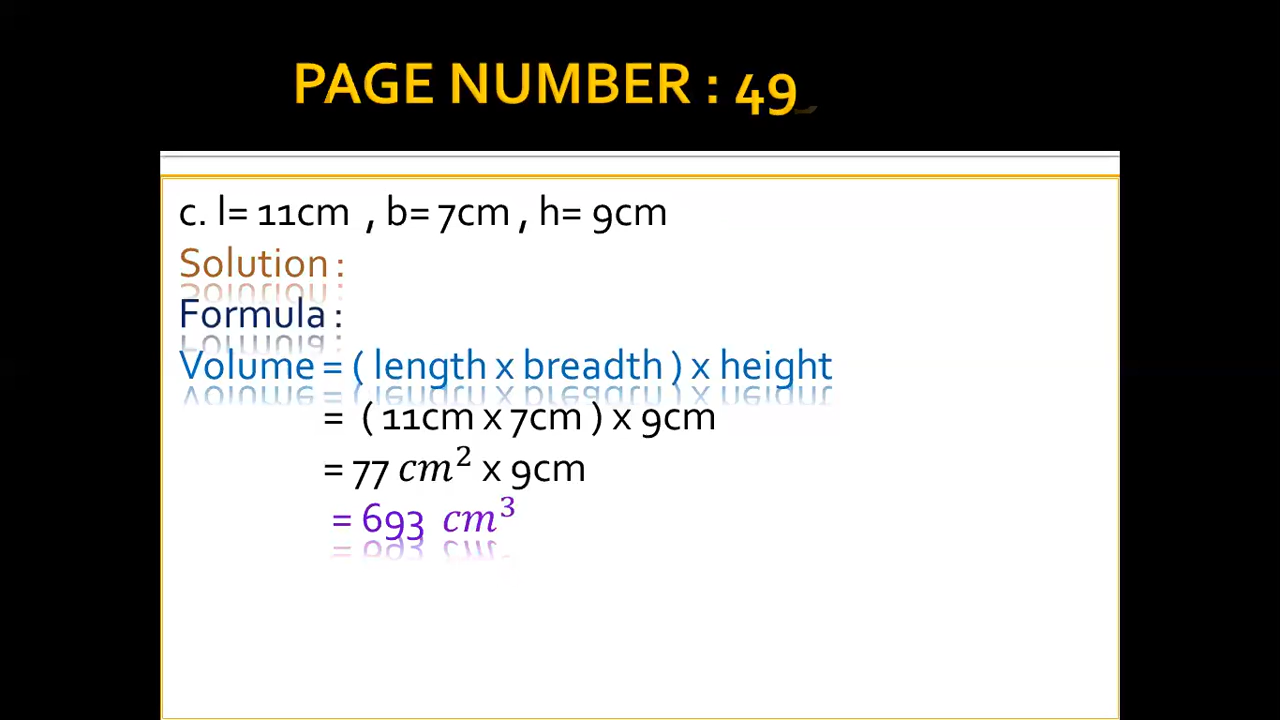 PAGE NUMBER : 49
c. l= 11cm , b= 7cm , h= 9cm
Solution :
Formula :
Volume = ( length x breadth ) x height
= ( 11cm x 7cm ) x 9cm
= 77 cm² x 9cm
= 693 cm³